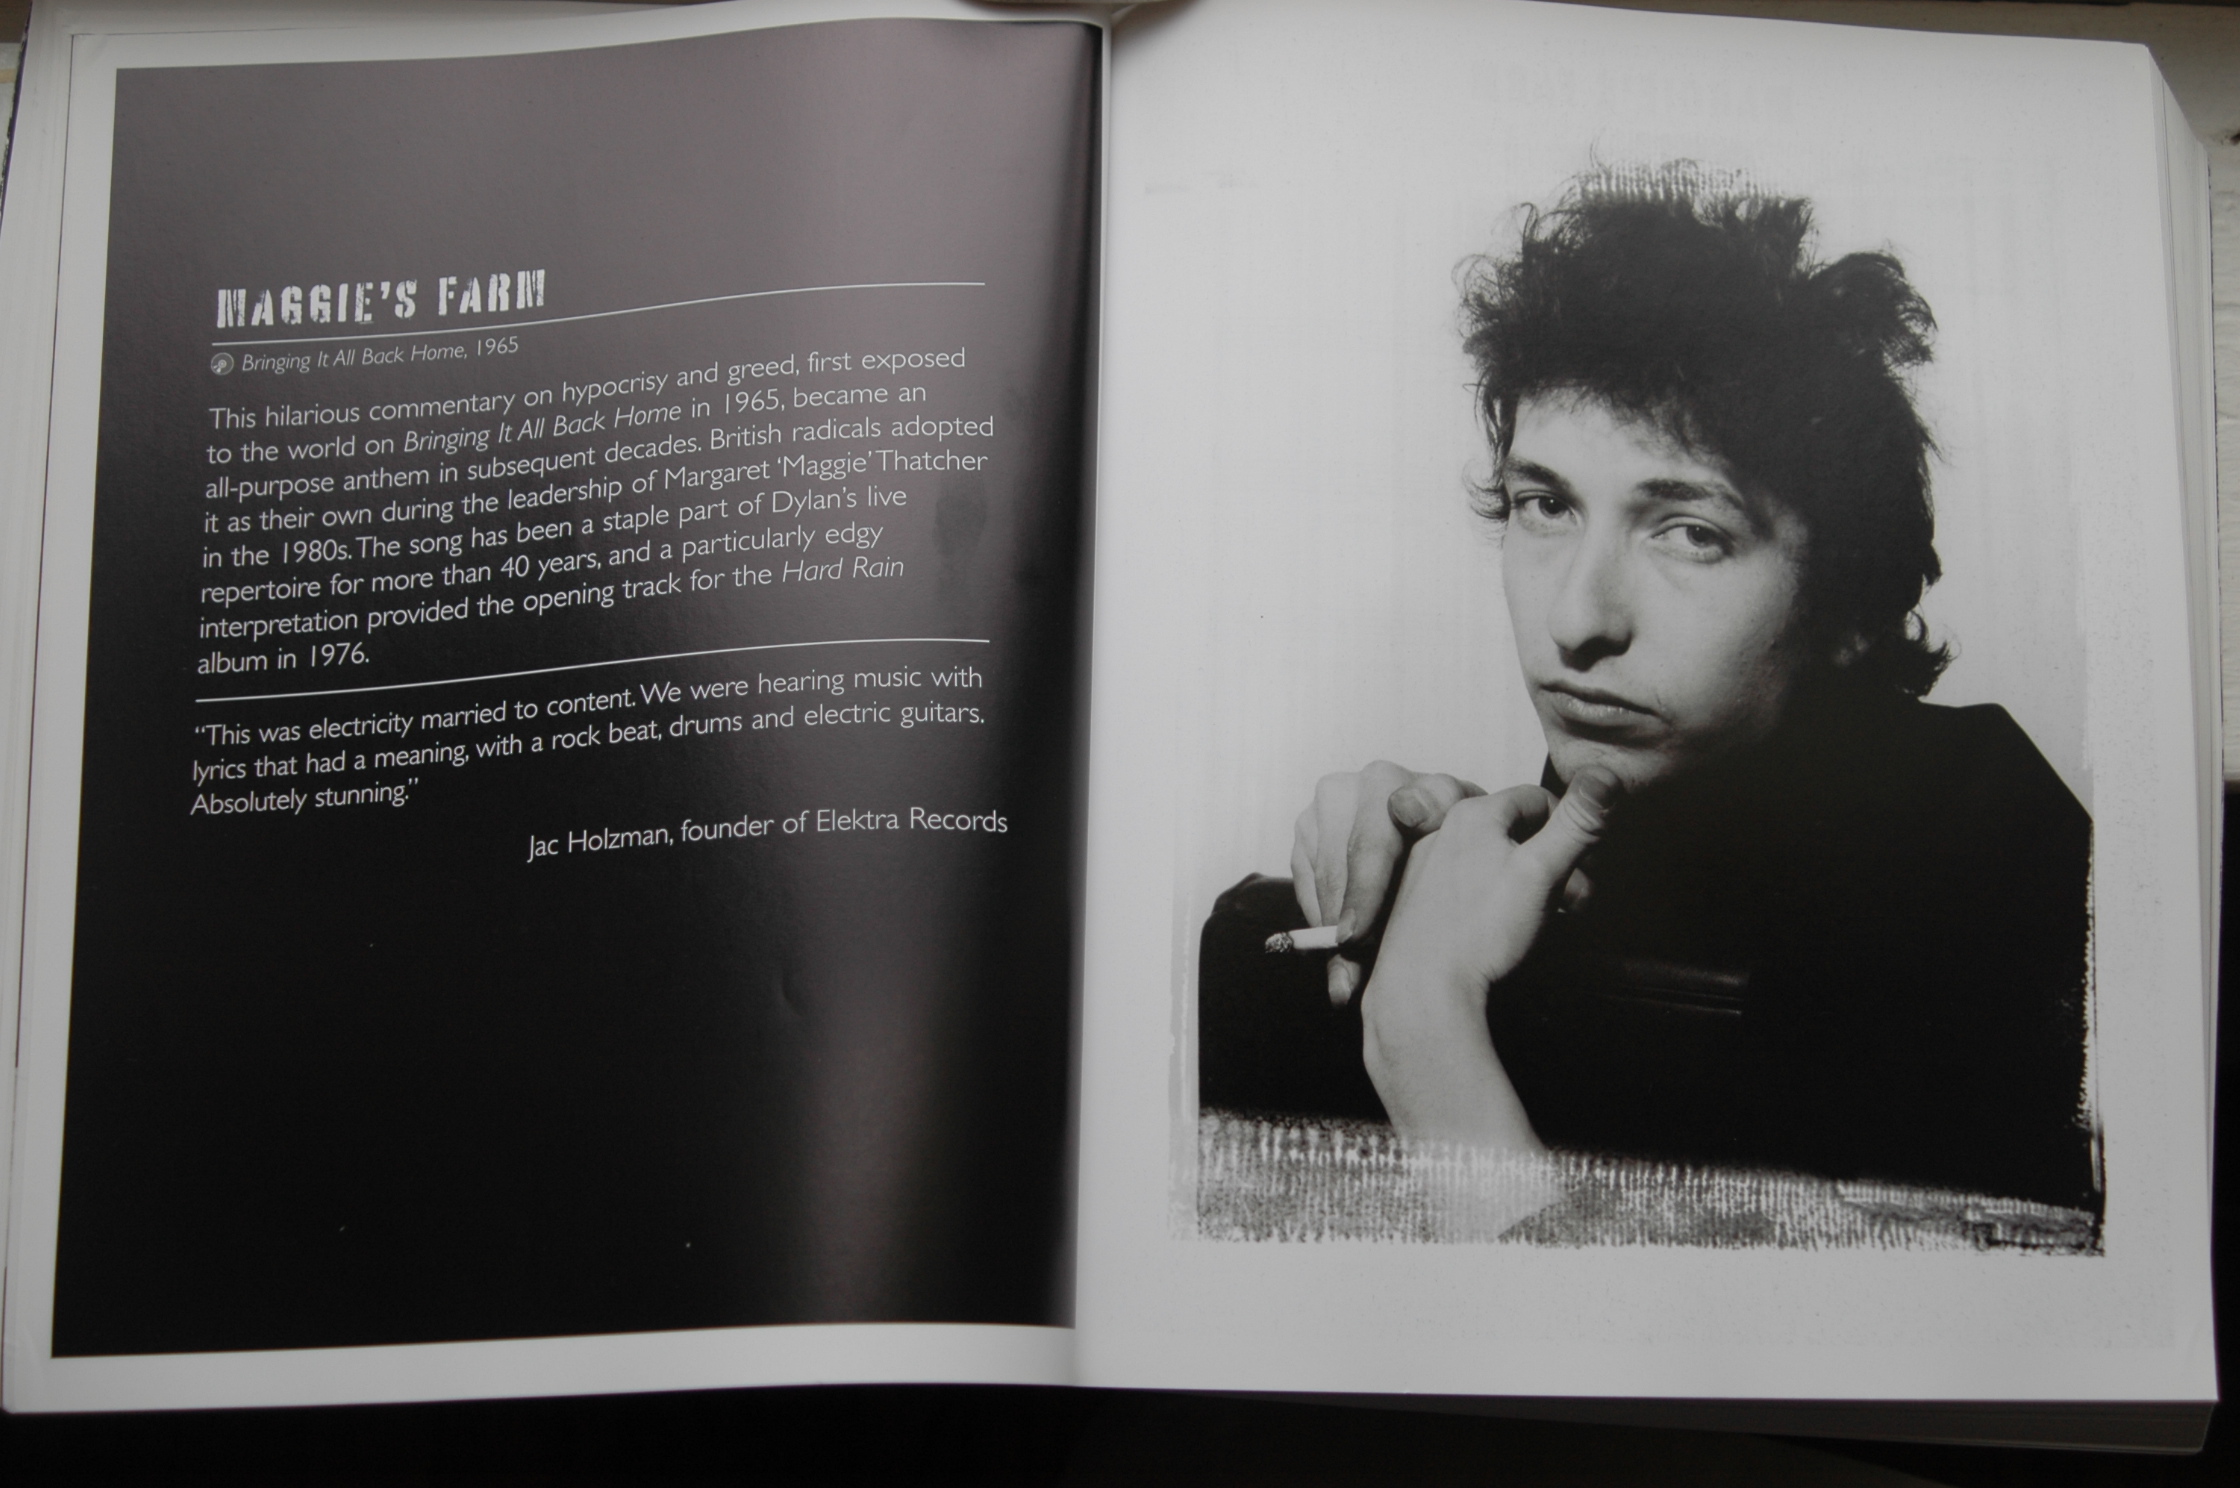 MAGGIE'S FARM
Bringing It All Back Home, 1965
This hilarious commentary on hypocrisy and greed, first exposed
to the world on Bringing It All Back Home in 1965, became an
all-purpose anthem in subsequent decades. British radicals adopted
it as their own during the leadership of Margaret ‘Maggie’ Thatcher
in the 1980s. The song has been a staple part of Dylan’s live
repertoire for more than 40 years, and a particularly edgy
interpretation provided the opening track for the Hard Rain
album in 1976.
“This was electricity married to content. We were hearing music with
lyrics that had a meaning, with a rock beat, drums and electric guitars.
Absolutely stunning.”
Jac Holzman, founder of Elektra Records